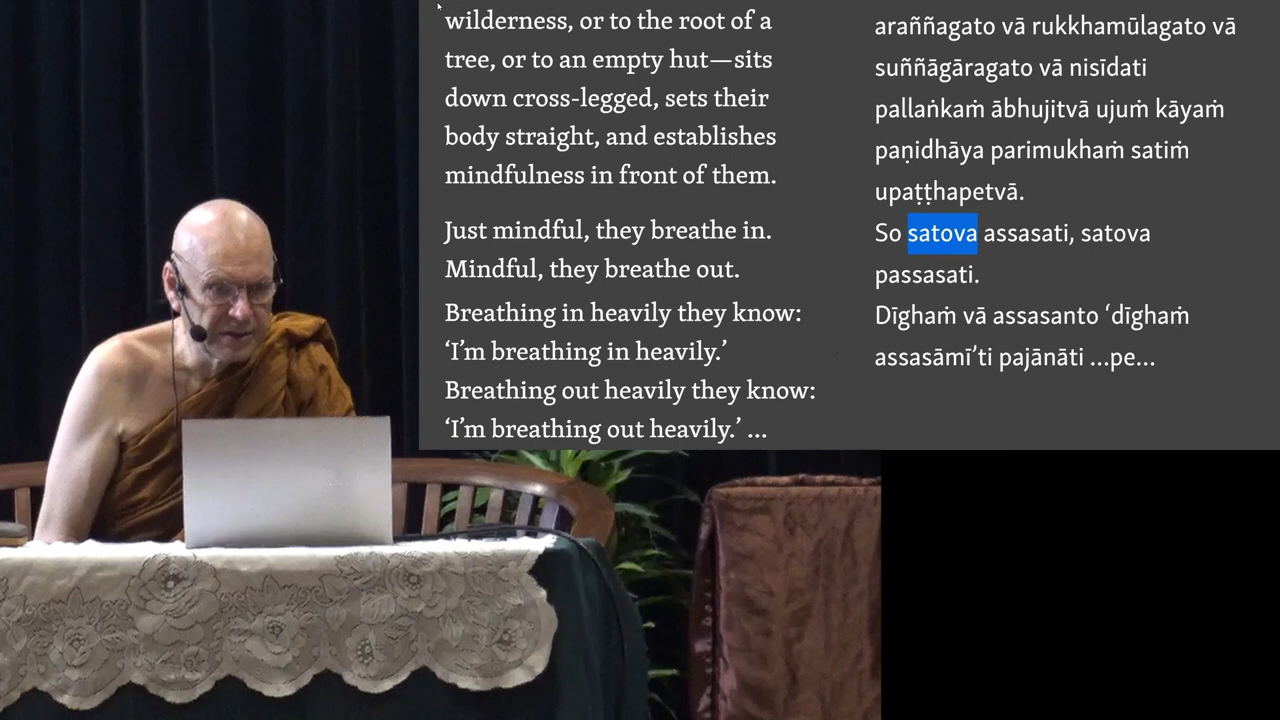 wilderness, or to the root of a
tree, or to an empty hut—sits
down cross-legged, sets their
body straight, and establishes
mindfulness in front of them.
Just mindful, they breathe in.
Mindful, they breathe out.
Breathing in heavily they know:
‘I’m breathing in heavily.’
Breathing out heavily they know:
‘I’m breathing out heavily.’ …
araññagato vā rukkhamūlagato vā
suññāgāragato vā nisīdati
pallaṅkaṁ ābhujitvā ujuṁ kāyaṁ
paṇidhāya parimukhaṁ satiṁ
upaṭṭhapetvā.
So satova assasati, satova
passasati.
Dīghaṁ vā assasanto ‘dīghaṁ
assasāmī’ti pajānāti …pe…